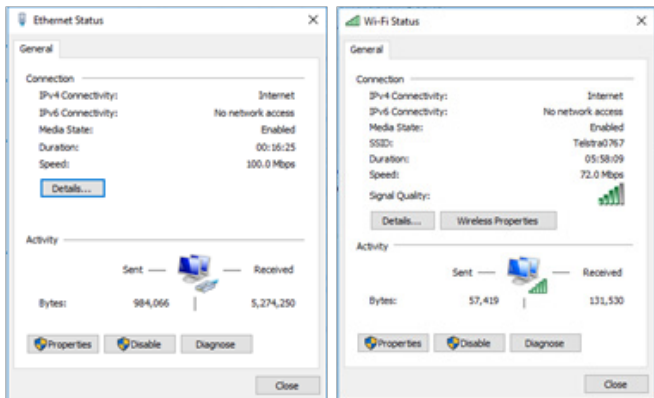 Ethernet Status
General
Connection
IPv4 Connectivity: Internet
IPv6 Connectivity: No network access
Media State: Enabled
Duration: 00:16:25
Speed: 100.0 Mbps
Details...
Activity
Sent Received
Bytes: 984,066 5,274,250
Properties Disable Diagnose
Close
Wi-Fi Status
General
Connection
IPv4 Connectivity: Internet
IPv6 Connectivity: No network access
Media State: Enabled
SSID: Telstra0767
Duration: 05:58:09
Speed: 72.0 Mbps
Signal Quality:
Details... Wireless Properties
Activity
Sent Received
Bytes: 57,419 131,530
Properties Disable Diagnose
Close